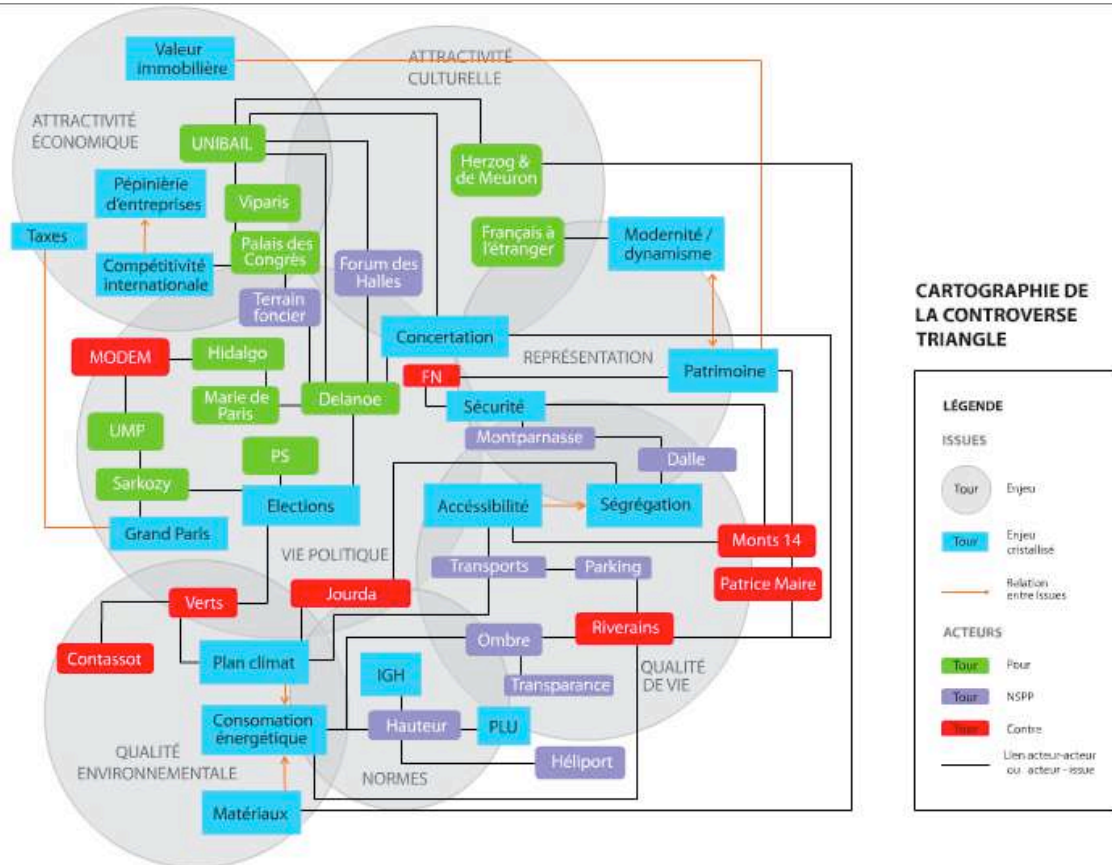 Valeur
immobilière
ATTRACTIVITÉ
CULTURELLE
ATTRACTIVITÉ
ÉCONOMIQUE
UNIBAIL
Herzog &
de Meuron
Pépinièrie
d'entreprises
Viparis
Taxes
Palais des
Congrès
Français à
l'étranger
Modernité /
dynamisme
Compétitivité
internationale
Forum des
Halles
Terrain
foncier
CARTOGRAPHIE DE
LA CONTROVERSE
TRIANGLE
Concertation
MODEM
Hidalgo
REPRÉSENTATION
Patrimoine
FN
Marie de
Paris
Delanoe
Sécurité
LÉGENDE
UMP
Montparnasse
ISSUES
PS
Dalle
Sarkozy
Tour
Enjeu
Elections
Accéssibilité
Ségrégation
Grand Paris
Monts 14
Tour
Enjeu
cristallisé
VIE POLITIQUE
Transports
Parking
Patrice Maire
Relation
entre Issues
Verts
Jourda
Riverains
ACTEURS
Contassot
Plan climat
Ombre
Tour
Pour
IGH
Transparance
QUALITÉ
DE VIE
Tour
NSPP
Consomation
énergétique
Hauteur
PLU
Tour
Contre
QUALITÉ
ENVIRONNEMENTALE
NORMES
Héliport
Lien acteur-acteur
ou acteur-issue
Matériaux